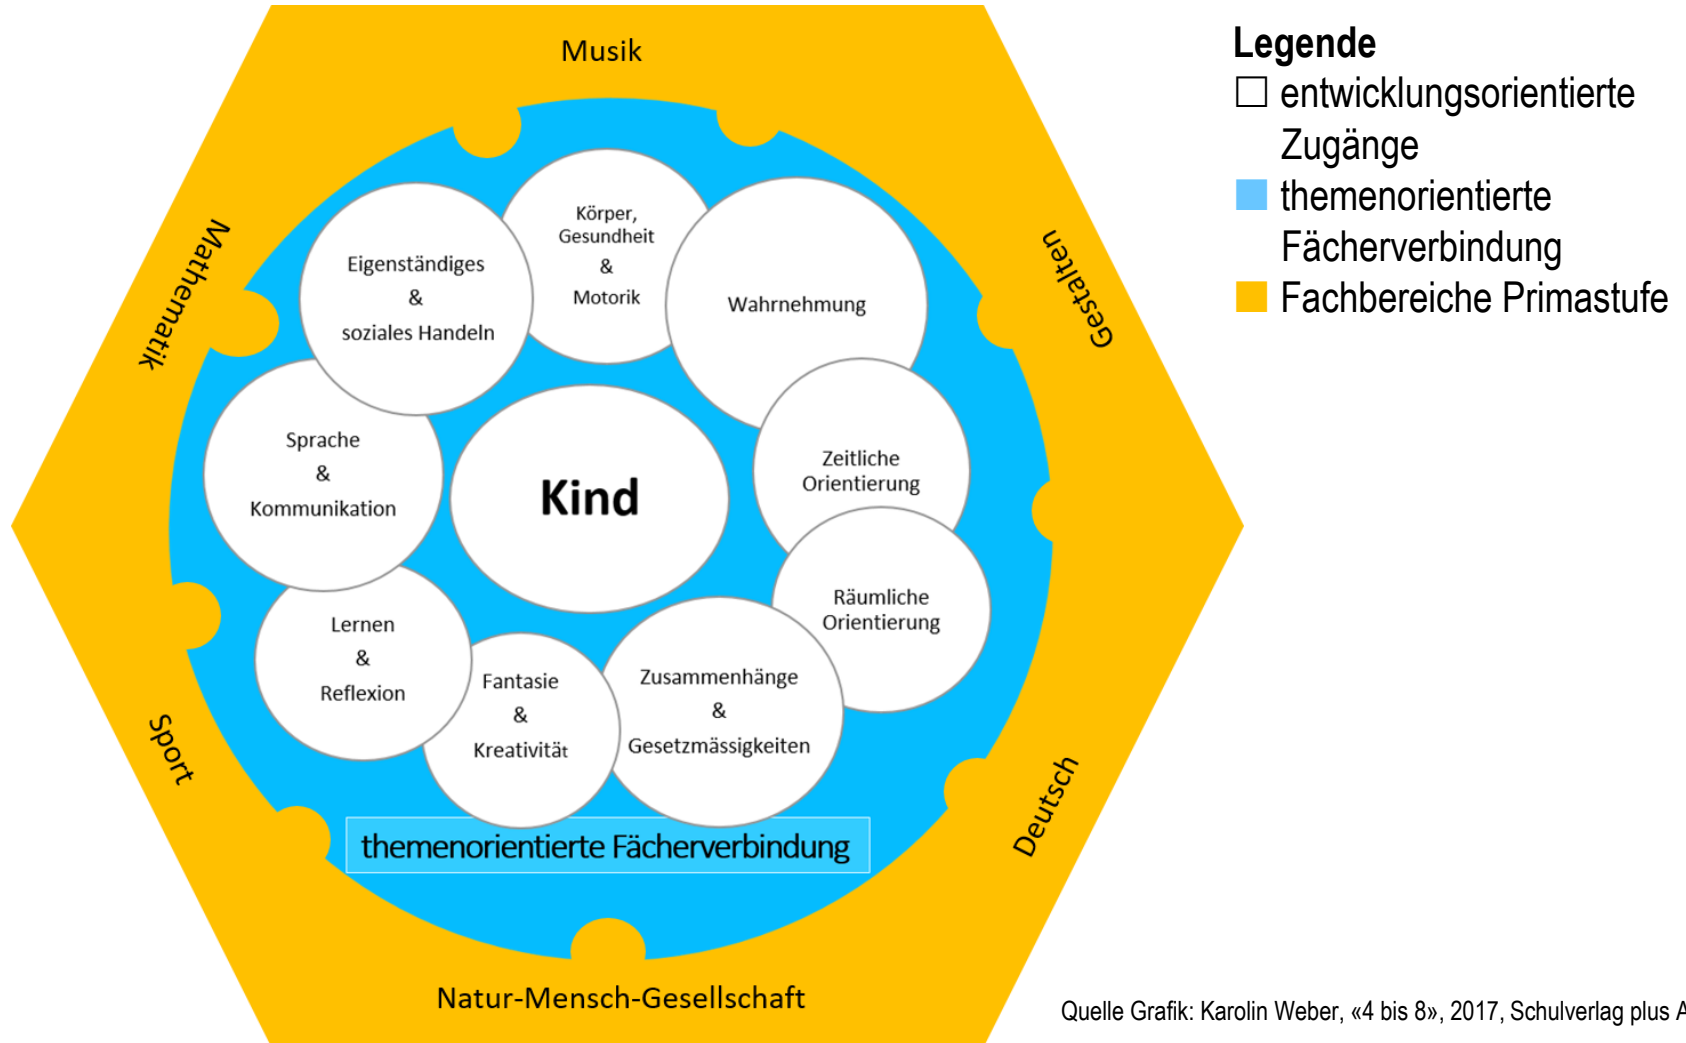 Musik
Mathematik
Gestalten
Sport
Deutsch
Natur-Mensch-Gesellschaft
Körper,
Gesundheit
&
Motorik
Eigenständiges
&
soziales Handeln
Wahrnehmung
Sprache
&
Kommunikation
Kind
Zeitliche
Orientierung
Räumliche
Orientierung
Lernen
&
Reflexion
Fantasie
&
Kreativität
Zusammenhänge
&
Gesetzmässigkeiten
themenorientierte Fächerverbindung
Legende
entwicklungsorientierte
Zugänge
themenorientierte
Fächerverbindung
Fachbereiche Primastufe
Quelle Grafik: Karolin Weber, «4 bis 8», 2017, Schulverlag plus A